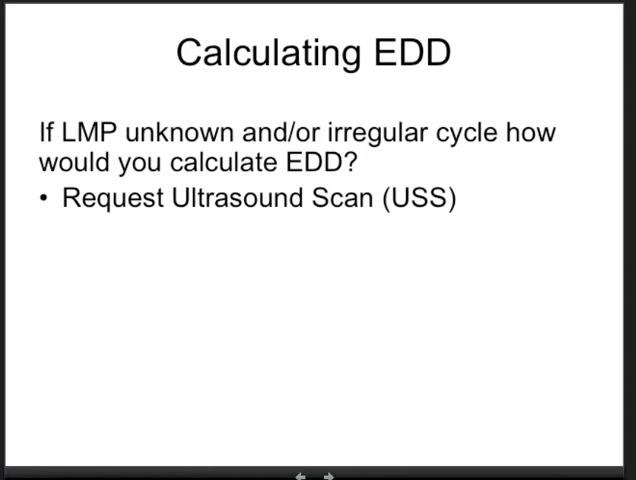 Calculating EDD
If LMP unknown and/or irregular cycle how
would you calculate EDD?
• Request Ultrasound Scan (USS)